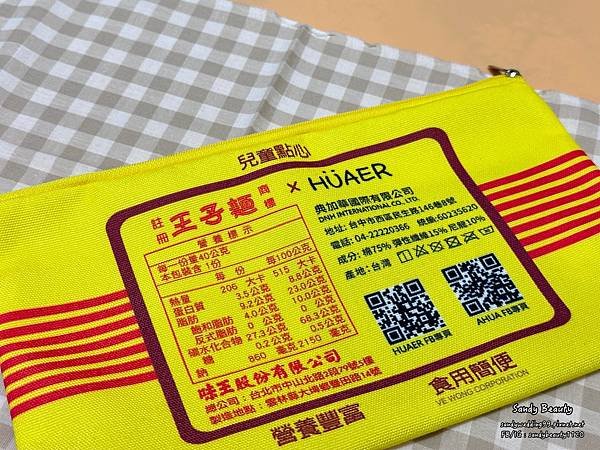 兒童點心
註冊 王子麵 商標 × HÜAER
營養標示
每一份量40公克
本包裝含1份
每份 每100公克
熱量 206 大卡 515 大卡
蛋白質 3.5公克 8.8公克
脂肪 9.2公克 23.0公克
飽和脂肪 4.0公克 10.0公克
反式脂肪 0 公克 0 公克
碳水化合物 27.3公克 68.3公克
糖 0.2公克 0.5公克
鈉 860 毫克 2150 毫克
味王股份有限公司
總公司：台北市中山北路2段79號5樓
製造地點：雲林縣大埤鄉豐田路14號
典加華國際有限公司
DNH INTERNATIONAL CO., LTD.
地址: 台中市西區民生路146巷8號
電話: 04-22220366 統編:60235520
成分: 棉75% 彈性纖維15% 尼龍10%
產地: 台灣
HUAER FB專頁
AHUA FB專頁
營養豐富
食用簡便
VE WONG CORPORATION
Sandy Beauty
sandywedding99.pixnet.net
FB/IG : sandybeauty1120